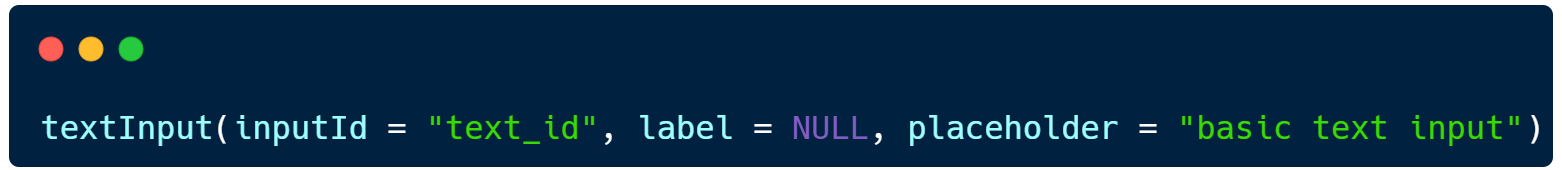 textInput(inputId = "text_id", label = NULL, placeholder = "basic text input")